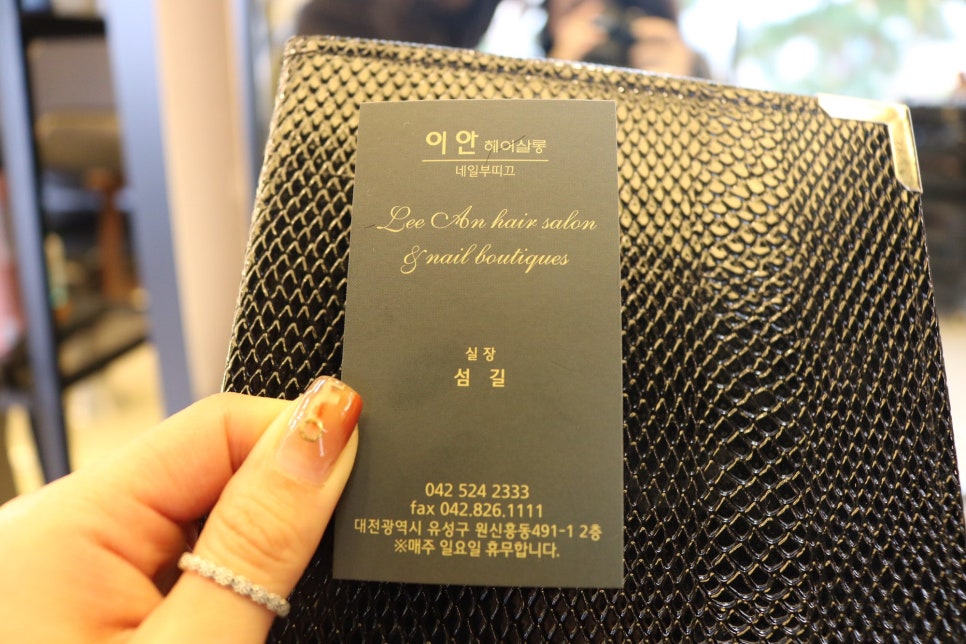 이안 헤어살롱
네일부띠끄
Lee An hair salon
& nail boutiques
실장
섬 길
042 524 2333
fax 042.826.1111
대전광역시 유성구 원신흥동491-1 2층
※매주 일요일 휴무합니다.